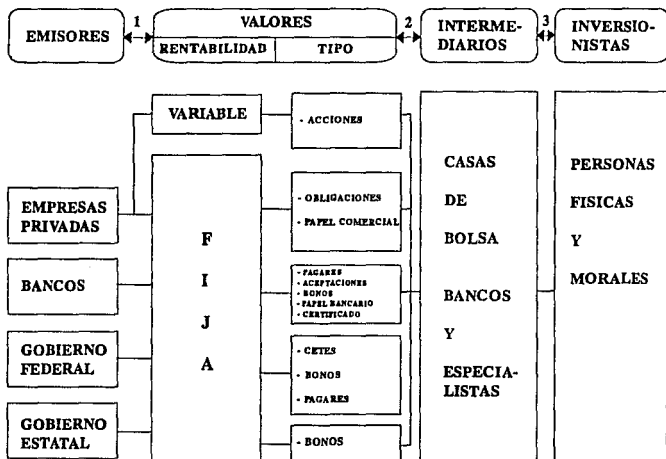 EMISORES
1
VALORES
RENTABILIDAD
TIPO
2
INTERME-
DIARIOS
3
INVERSIO-
NISTAS
EMPRESAS
PRIVADAS
BANCOS
GOBIERNO
FEDERAL
GOBIERNO
ESTATAL
VARIABLE
F
I
J
A
- ACCIONES
- OBLIGACIONES
- PAPEL COMERCIAL
- PAGARES
- ACEPTACIONES
- BONOS
- PAPEL BANCARIO
- CERTIFICADO
- CETES
- BONOS
- PAGARES
- BONOS
CASAS
DE
BOLSA
BANCOS
Y
ESPECIA-
LISTAS
PERSONAS
FISICAS
Y
MORALES